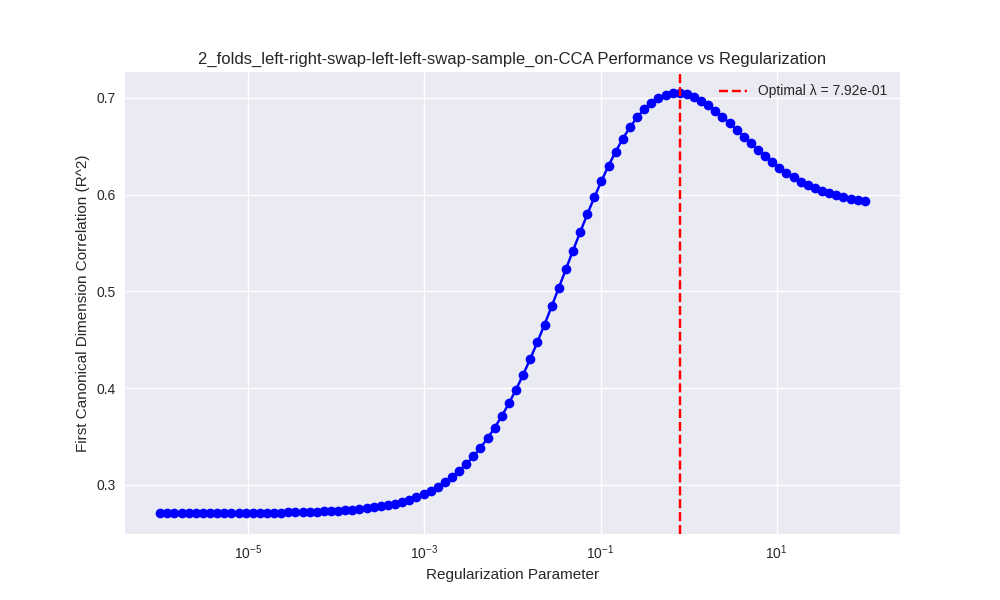 2_folds_left-right-swap-left-left-swap-sample_on-CCA Performance vs Regularization
Optimal λ = 7.92e-01
First Canonical Dimension Correlation (R^2)
0.7
0.6
0.5
0.4
0.3
10⁻⁵
10⁻³
10⁻¹
10¹
Regularization Parameter